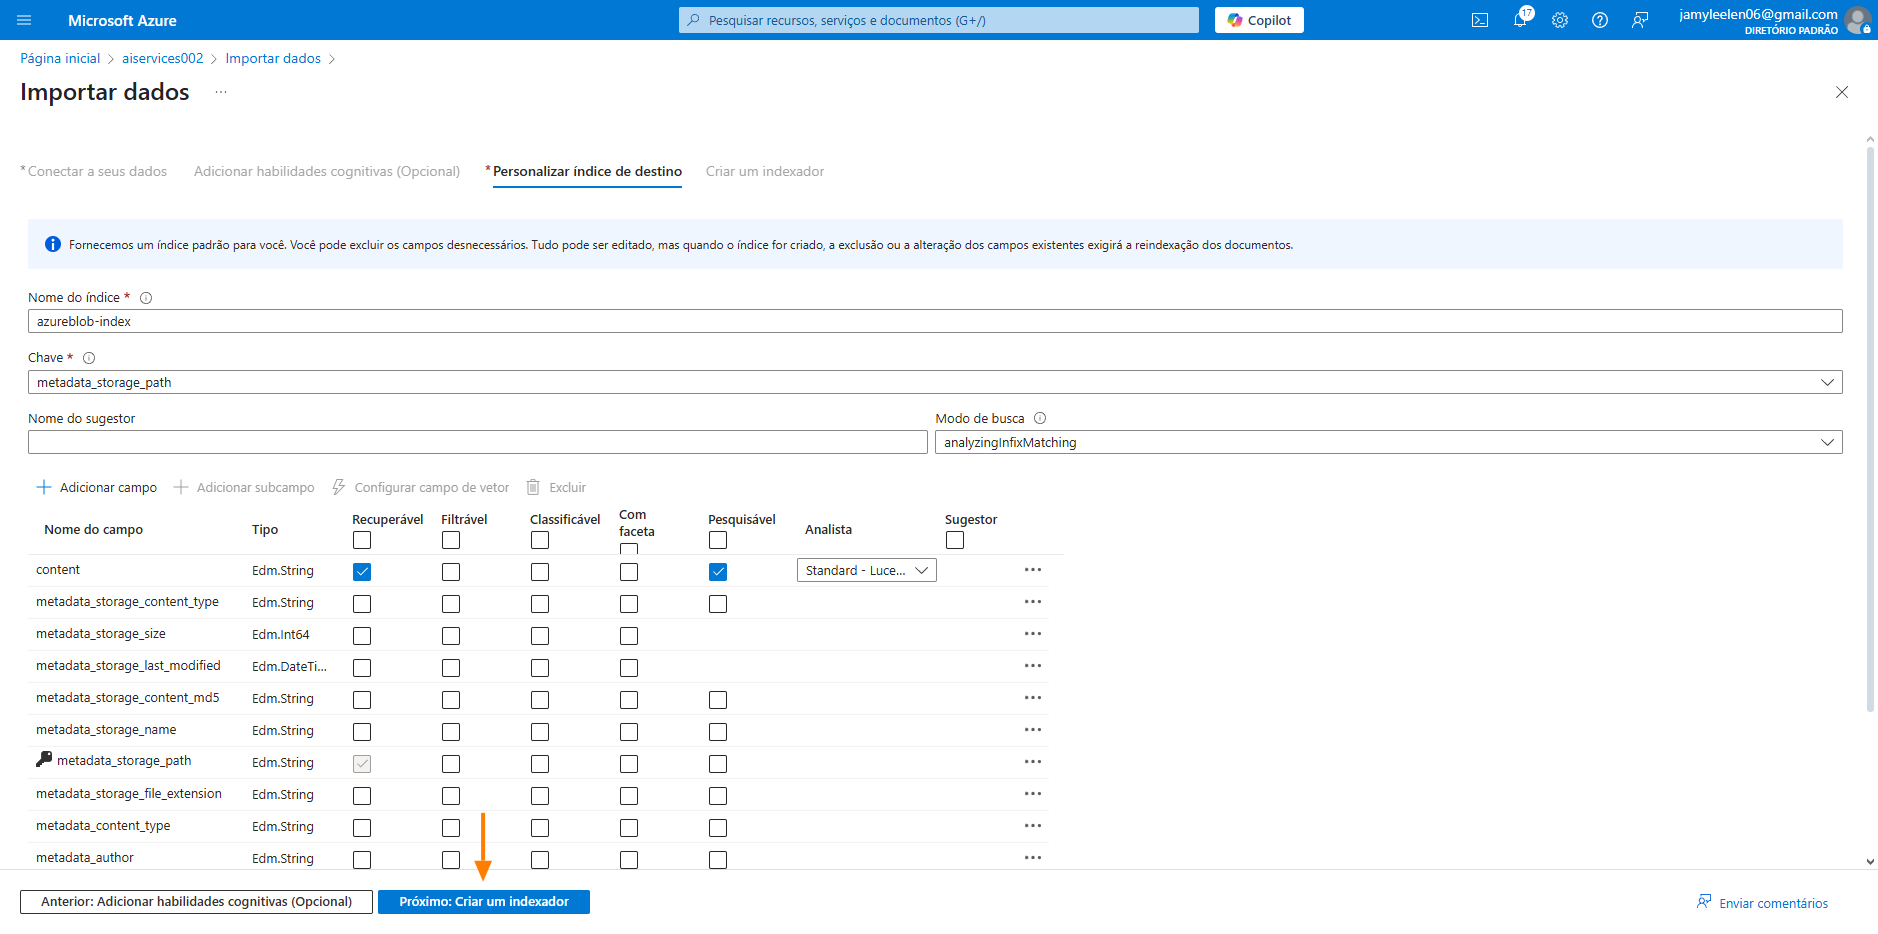 Microsoft Azure
Pesquisar recursos, serviços e documentos (G+/)
Copilot
17
jamyleelen06@gmail.com
DIRETÓRIO PADRÃO
Página inicial > aiservices002 > Importar dados >
Importar dados ...
* Conectar a seus dados
Adicionar habilidades cognitivas (Opcional)
* Personalizar índice de destino
Criar um indexador
Fornecemos um índice padrão para você. Você pode excluir os campos desnecessários. Tudo pode ser editado, mas quando o índice for criado, a exclusão ou a alteração dos campos existentes exigirá a reindexação dos documentos.
Nome do índice *
azureblob-index
Chave *
metadata_storage_path
Nome do sugestor
Modo de busca
analyzingInfixMatching
Adicionar campo
Adicionar subcampo
Configurar campo de vetor
Excluir
Nome do campo
Tipo
Recuperável
Filtrável
Classificável
Com faceta
Pesquisável
Analista
Sugestor
content Edm.String Standard - Luce...
metadata_storage_content_type Edm.String
metadata_storage_size Edm.Int64
metadata_storage_last_modified Edm.DateTi...
metadata_storage_content_md5 Edm.String
metadata_storage_name Edm.String
metadata_storage_path Edm.String
metadata_storage_file_extension Edm.String
metadata_content_type Edm.String
metadata_author Edm.String
Anterior: Adicionar habilidades cognitivas (Opcional)
Próximo: Criar um indexador
Enviar comentários